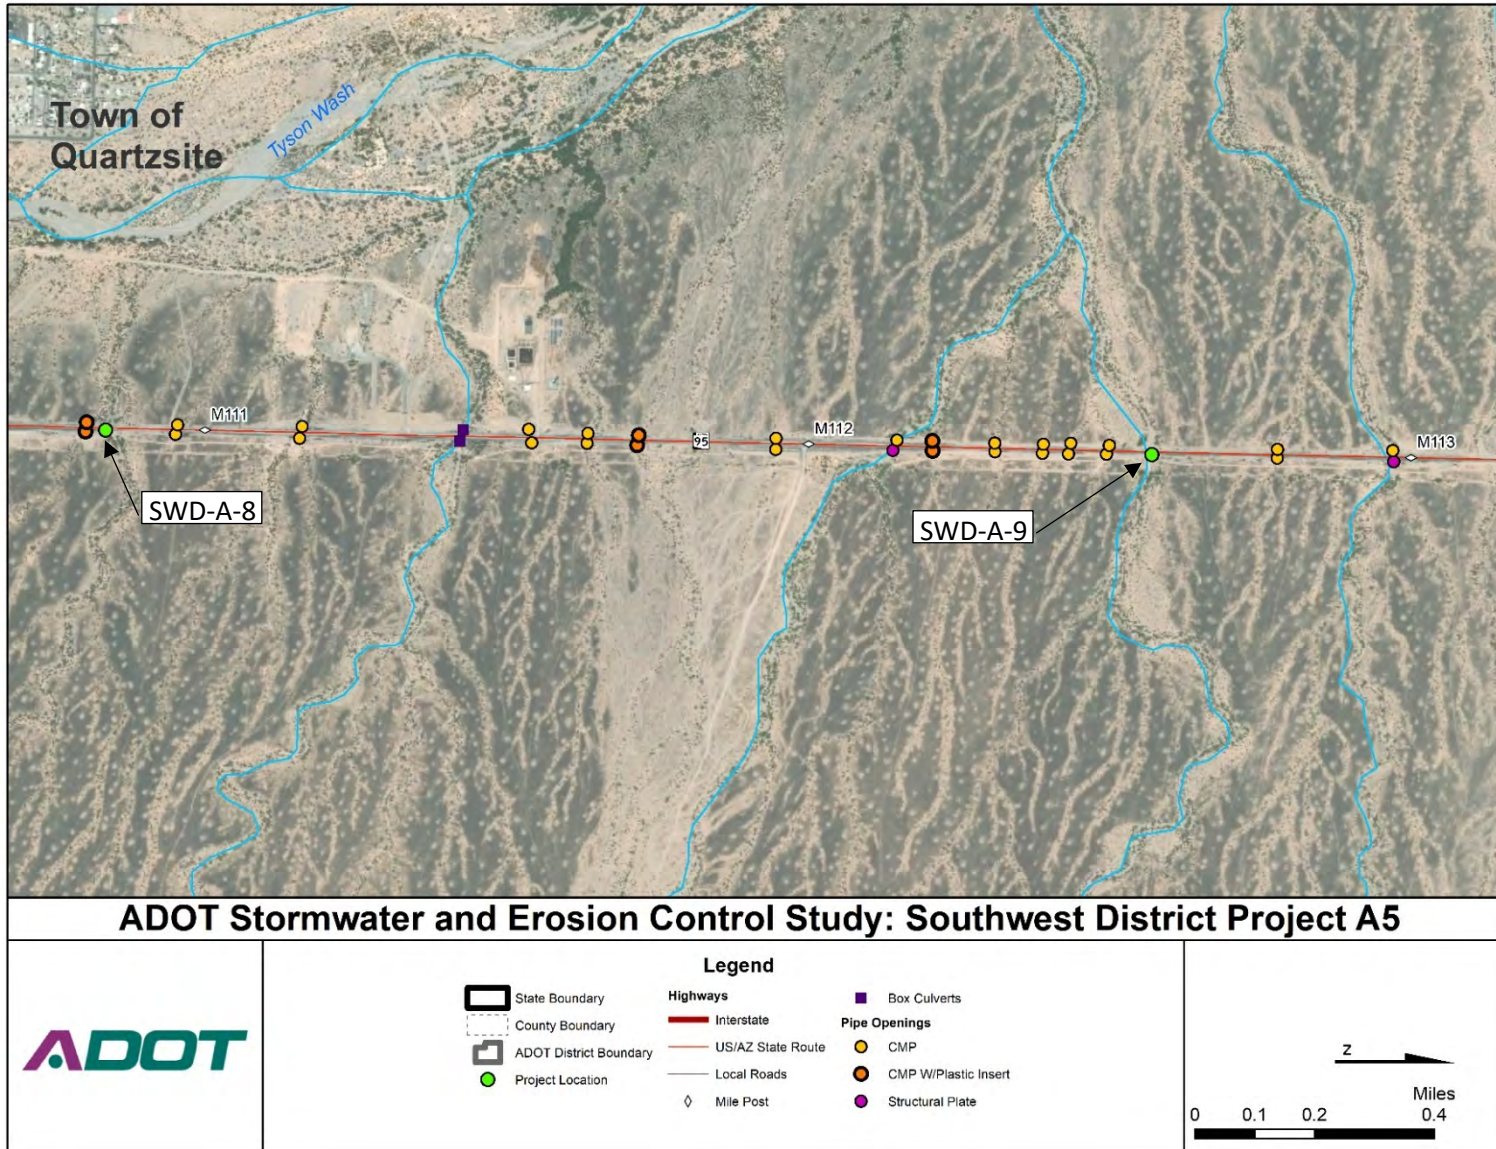 Town of
Quartzsite
Tyson Wash
M111
95
M112
M113
SWD-A-8
SWD-A-9
ADOT Stormwater and Erosion Control Study: Southwest District Project A5
ADOT
Legend
State Boundary
County Boundary
ADOT District Boundary
Project Location
Highways
Interstate
US/AZ State Route
Local Roads
Mile Post
Box Culverts
Pipe Openings
CMP
CMP W/Plastic Insert
Structural Plate
N
Miles
0 0.1 0.2 0.4